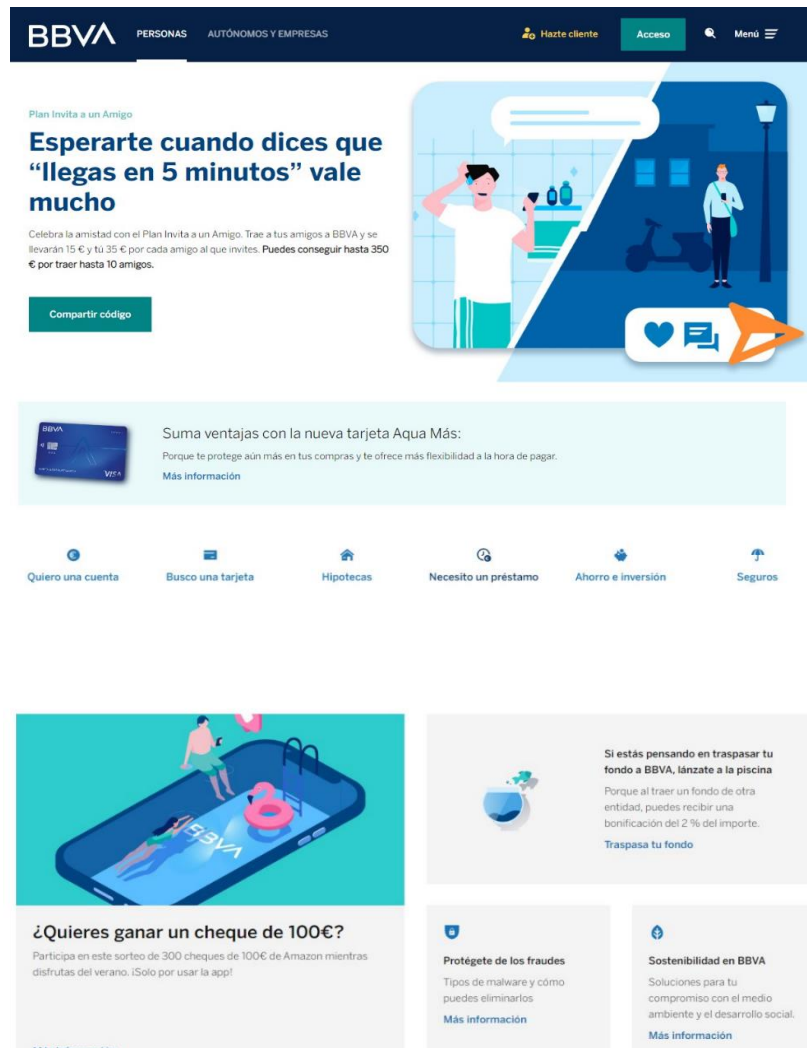 BBVA
PERSONAS
AUTÓNOMOS Y EMPRESAS
Hazte cliente
Acceso
Menú
Plan Invita a un Amigo
Esperarte cuando dices que
“llegas en 5 minutos” vale
mucho
Celebra la amistad con el Plan Invita a un Amigo. Trae a tus amigos a BBVA y se
llevarán 15 € y tú 35 € por cada amigo al que invites. Puedes conseguir hasta 350
€ por traer hasta 10 amigos.
Compartir código
BBVA
VISA
Suma ventajas con la nueva tarjeta Aqua Más:
Porque te protege aún más en tus compras y te ofrece más flexibilidad a la hora de pagar.
Más información
Quiero una cuenta
Busco una tarjeta
Hipotecas
Necesito un préstamo
Ahorro e inversión
Seguros
BBVA
¿Quieres ganar un cheque de 100€?
Participa en este sorteo de 300 cheques de 100€ de Amazon mientras
disfrutas del verano. ¡Solo por usar la app!
Si estás pensando en traspasar tu
fondo a BBVA, lánzate a la piscina
Porque al traer un fondo de otra
entidad, puedes recibir una
bonificación del 2 % del importe.
Traspasa tu fondo
Protégete de los fraudes
Tipos de malware y cómo
puedes eliminarlos
Más información
Sostenibilidad en BBVA
Soluciones para tu
compromiso con el medio
ambiente y el desarrollo social.
Más información